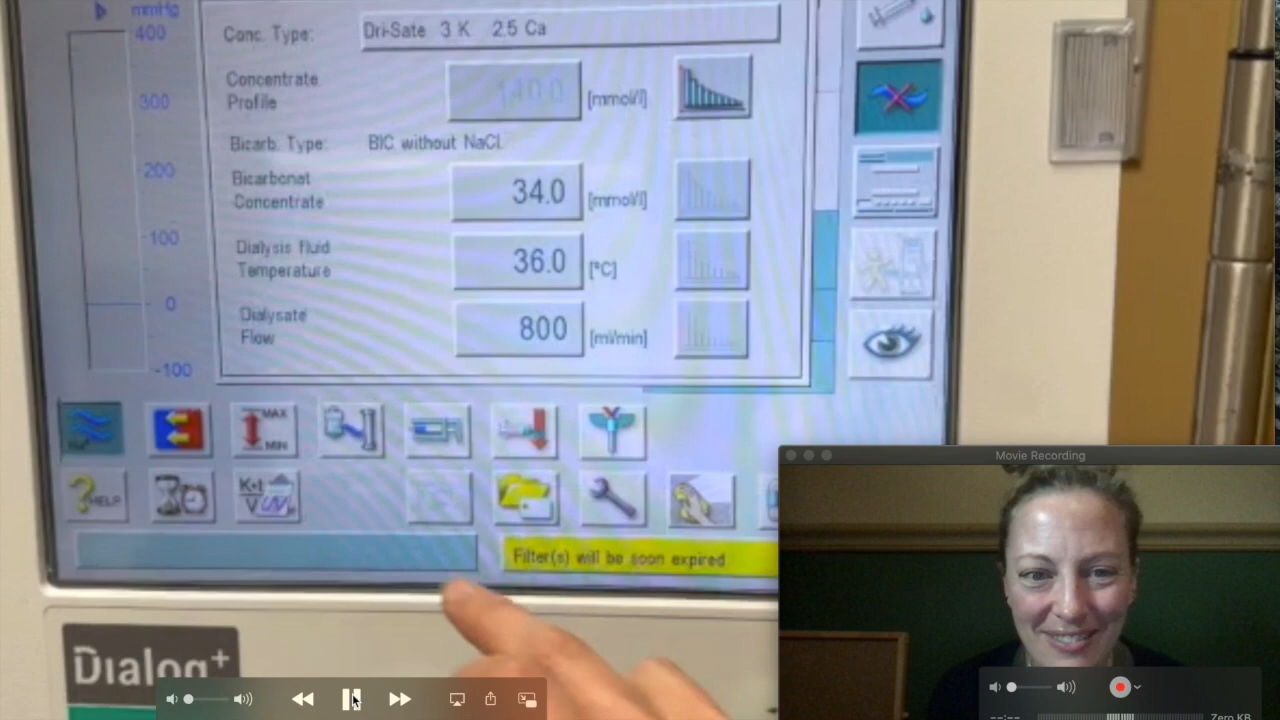 mmHg
400
300
200
100
0
-100
Conc. Type: Dri-Sate 3 K 2.5 Ca
Concentrate
Profile
140.0 [mmol/l]
Bicarb. Type: BIC without NaCl
Bicarbonat
Concentrate
34.0 [mmol/l]
Dialysis fluid
Temperature
36.0 [°C]
Dialysate
Flow
800 [ml/min]
MAX
MIN
? HELP
K•t
V
Filter(s) will be soon expired
Dialog+
Movie Recording
--:--
Zero KB